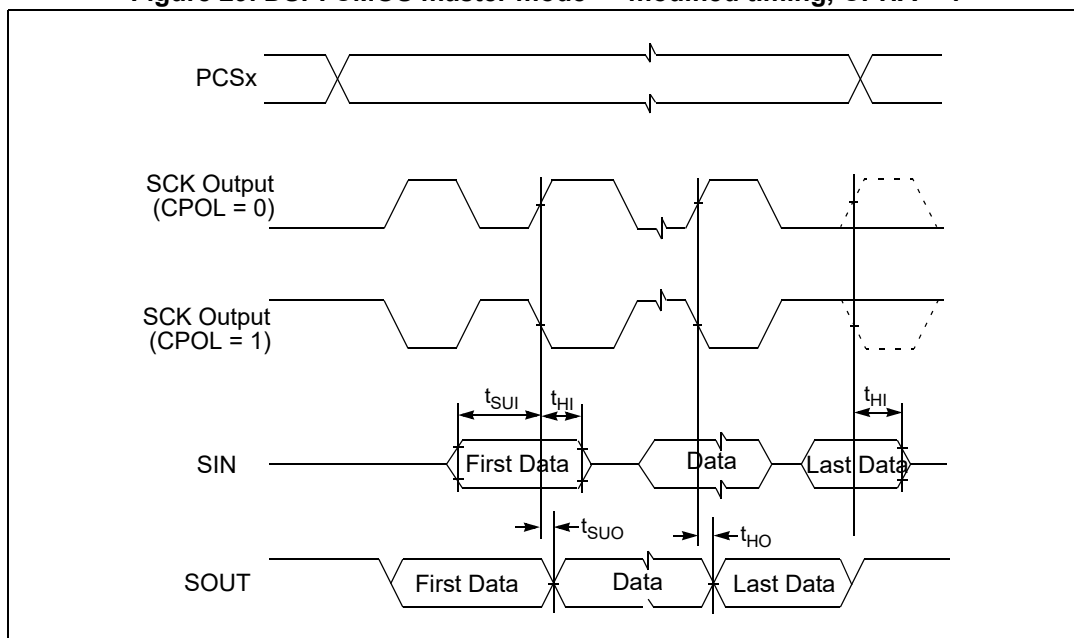 PCSx
SCK Output
(CPOL = 0)
SCK Output
(CPOL = 1)
tSUI
tHI
tHI
SIN
First Data
Data
Last Data
tSUO
tHO
SOUT
First Data
Data
Last Data